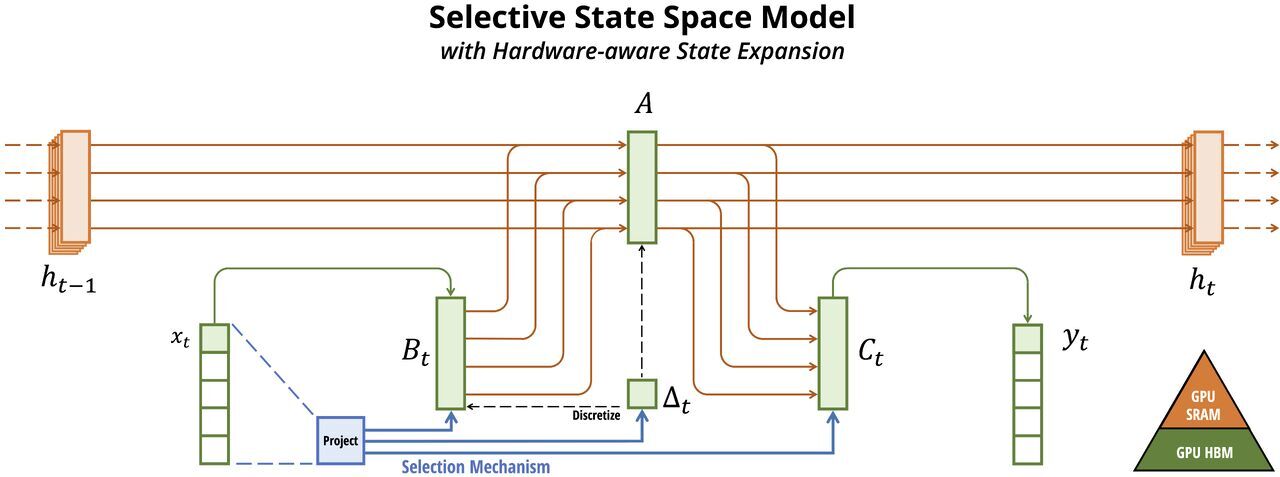 Selective State Space Model
with Hardware-aware State Expansion
A
h_{t−1}
h_t
x_t
B_t
C_t
y_t
Δ_t
Discretize
Project
Selection Mechanism
GPU
SRAM
GPU HBM